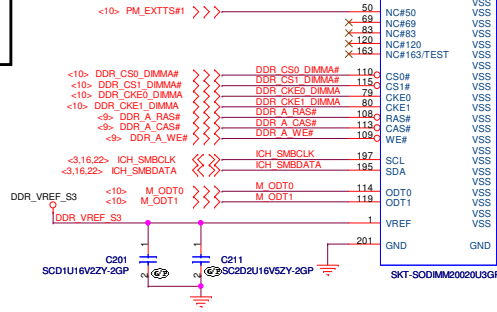 <10> PM_EXTTS#1 50 NC#50 VSS
69 NC#69 VSS
83 NC#83 VSS
120 NC#120 VSS
163 NC#163/TEST VSS
VSS
<10> DDR_CS0_DIMMA# DDR_CS0_DIMMA# 110 CS0# VSS
<10> DDR_CS1_DIMMA# DDR_CS1_DIMMA# 115 CS1# VSS
<10> DDR_CKE0_DIMMA DDR_CKE0_DIMMA 79 CKE0 VSS
<10> DDR_CKE1_DIMMA DDR_CKE1_DIMMA 80 CKE1 VSS
<9> DDR_A_RAS# DDR_A_RAS# 108 RAS# VSS
<9> DDR_A_CAS# DDR_A_CAS# 113 CAS# VSS
<9> DDR_A_WE# DDR_A_WE# 109 WE# VSS
VSS
<3,16,22> ICH_SMBCLK ICH_SMBCLK 197 SCL VSS
<3,16,22> ICH_SMBDATA ICH_SMBDATA 195 SDA VSS
VSS
<10> M_ODT0 M_ODT0 114 ODT0 VSS
<10> M_ODT1 M_ODT1 119 ODT1 VSS
DDR_VREF_S3
DDR_VREF_S3 1 VREF VSS
201 GND GND
1 1
C201 C211
SCD1U16V2ZY-2GP SC2D2U16V5ZY-2GP
2 2
SKT-SODIMM20020U3GF